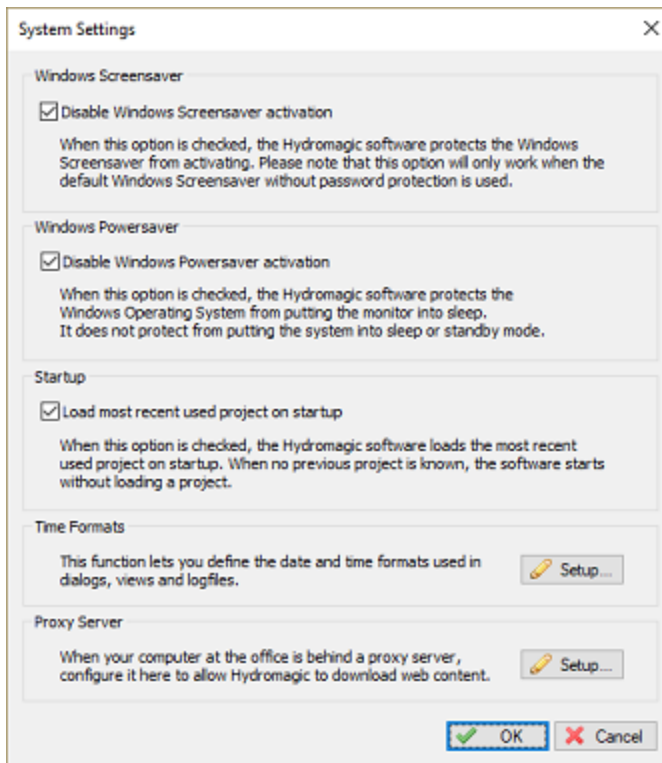 System Settings
Windows Screensaver
Disable Windows Screensaver activation
When this option is checked, the Hydromagic software protects the Windows
Screensaver from activating. Please note that this option will only work when the
default Windows Screensaver without password protection is used.
Windows Powersaver
Disable Windows Powersaver activation
When this option is checked, the Hydromagic software protects the
Windows Operating System from putting the monitor into sleep.
It does not protect from putting the system into sleep or standby mode.
Startup
Load most recent used project on startup
When this option is checked, the Hydromagic software loads the most recent
used project on startup. When no previous project is known, the software starts
without loading a project.
Time Formats
This function lets you define the date and time formats used in
dialogs, views and logfiles.
Setup...
Proxy Server
When your computer at the office is behind a proxy server,
configure it here to allow Hydromagic to download web content.
Setup...
OK
Cancel